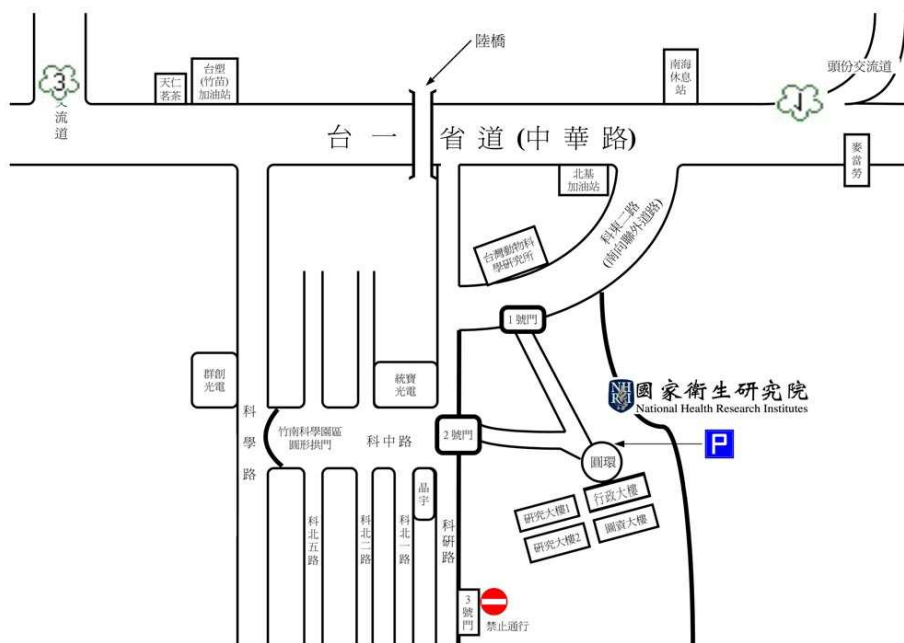 陸橋
3
交
流
道
天仁
茗茶
台塑
(竹苗)
加油站
南海
休息
站
頭份交流道
1
台一省道(中華路)
麥
當
勞
北基
加油站
科東二路
(南向聯外道路)
台灣動物科
學研究所
1 號門
群創
光電
統寶
光電
NHRI
國家衛生研究院
National Health Research Institutes
科學路
竹南科學園區
圓形拱門
科中路
2 號門
P
圓環
行政大樓
研究大樓1
圖資大樓
研究大樓2
晶宇
科北五路
科北二路
科北一路
科研路
3
號
門
禁止通行